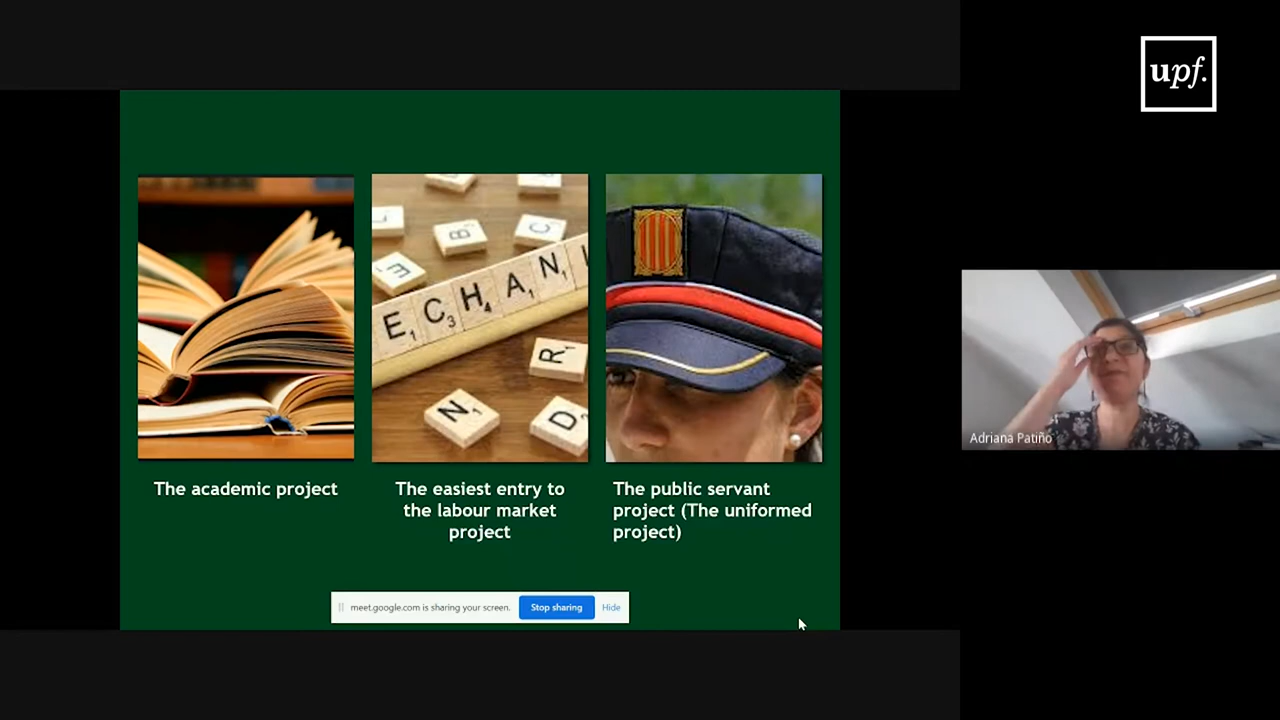 upf.
ECHANI
The academic project
The easiest entry to
the labour market
project
The public servant
project (The uniformed
project)
Adriana Patiño
meet.google.com is sharing your screen.
Stop sharing
Hide